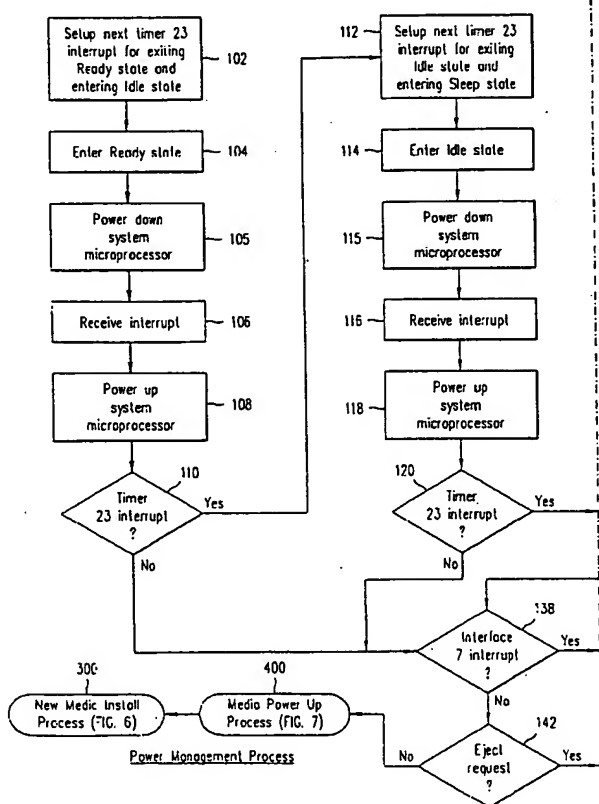 Setup next timer 23
interrupt for exiting
Ready state and
entering Idle state
102
Enter Ready state
104
Power down
system
microprocessor
105
Receive interrupt
106
Power up
system
microprocessor
108
110
Timer
23 interrupt
?
Yes
No
112
Setup next timer 23
interrupt for exiting
Idle state and
entering Sleep state
114
Enter Idle state
115
Power down
system
microprocessor
116
Receive interrupt
118
Power up
system
microprocessor
120
Timer
23 interrupt
?
Yes
No
138
Interface
7 interrupt
?
Yes
No
142
Eject
request
?
Yes
No
400
Media Power Up
Process (FIG. 7)
300
New Medic Install
Process (FIG. 6)
Power Management Process